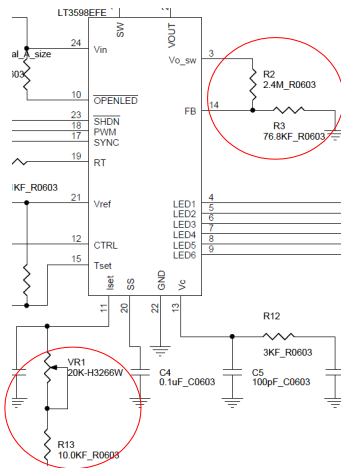 LT3598EFE
SW
VOUT
24
Vin
Vo_sw
3
al_A_size
R2
2.4M_R0603
10
OPENLED
FB
14
R3
76.8KF_R0603
23
SHDN
18
PWM
17
SYNC
19
RT
1KF_R0603
21
Vref
LED1
4
LED2
5
LED3
6
LED4
7
LED5
8
LED6
9
12
CTRL
15
Tset
Iset
SS
GND
Vc
11
20
22
13
R12
3KF_R0603
VR1
20K-H3266W
C4
0.1uF_C0603
C5
100pF_C0603
R13
10.0KF_R0603